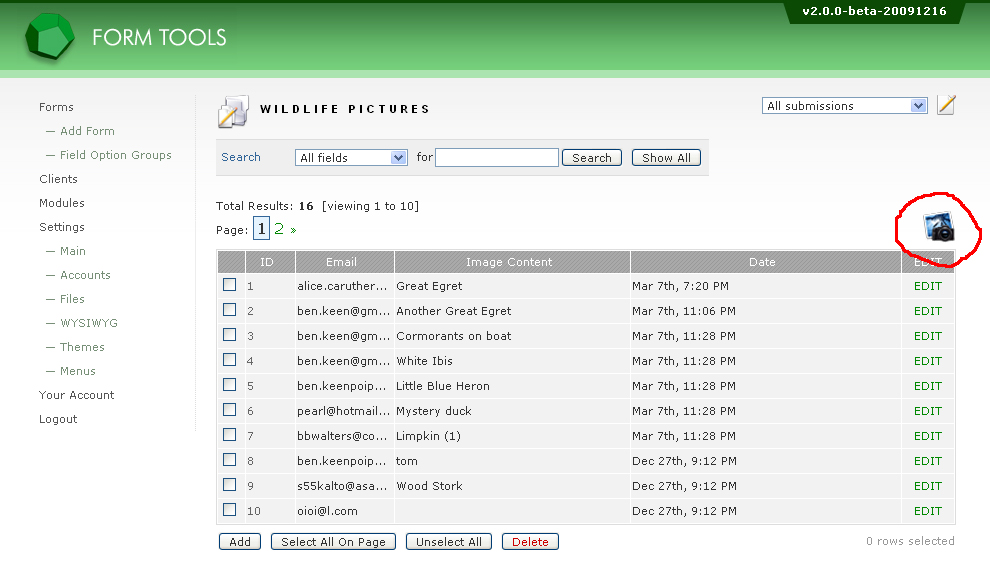 v2.0.0-beta-20091216
FORM TOOLS
Forms
— Add Form
— Field Option Groups
Clients
Modules
Settings
— Main
— Accounts
— Files
— WYSIWYG
— Themes
— Menus
Your Account
Logout
WILDLIFE PICTURES
All submissions
Search All fields for Search Show All
Total Results: 16 [viewing 1 to 10]
Page: 1 2 »
ID Email Image Content Date EDIT
1 alice.caruther... Great Egret Mar 7th, 7:20 PM EDIT
2 ben.keen@gm... Another Great Egret Mar 7th, 11:06 PM EDIT
3 ben.keen@gm... Cormorants on boat Mar 7th, 11:28 PM EDIT
4 ben.keen@gm... White Ibis Mar 7th, 11:28 PM EDIT
5 ben.keenpoip... Little Blue Heron Mar 7th, 11:28 PM EDIT
6 pearl@hotmail... Mystery duck Mar 7th, 11:28 PM EDIT
7 bbwalters@co... Limpkin (1) Mar 7th, 11:28 PM EDIT
8 ben.keenpoip... tom Dec 27th, 9:12 PM EDIT
9 s55kalto@asa... Wood Stork Dec 27th, 9:12 PM EDIT
10 oioi@l.com Dec 27th, 9:12 PM EDIT
Add Select All On Page Unselect All Delete 0 rows selected